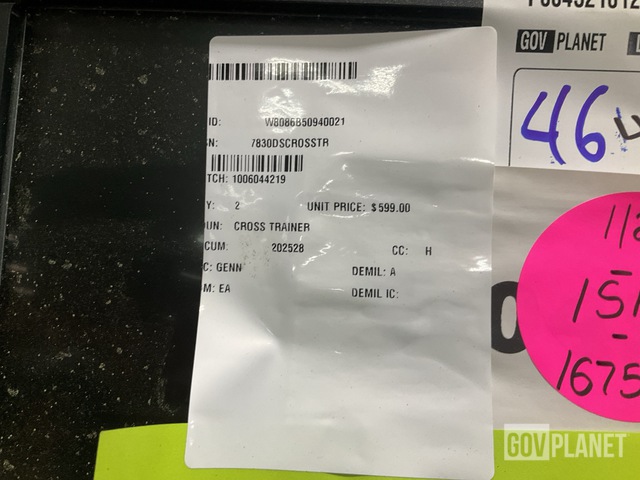 GOV PLANET
46
ID: W8086B50940021
N: 7830DSCROSSTR
TCH: 1006044219
Y: 2 UNIT PRICE: $599.00
UN: CROSS TRAINER
CUM: 202528 CC: H
C: GENN DEMIL: A
M: EA DEMIL IC:
1675
GOVPLANET